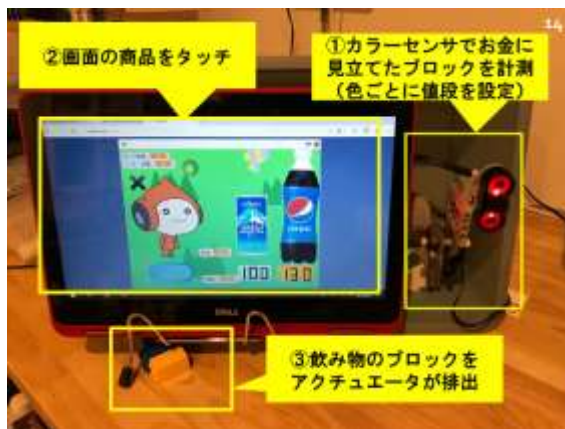 14
②画面の商品をタッチ
①カラーセンサでお金に
見立てたブロックを計測
（色ごとに値段を設定）
pepsi
100
130
DELL
③飲み物のブロックを
アクチュエータが排出